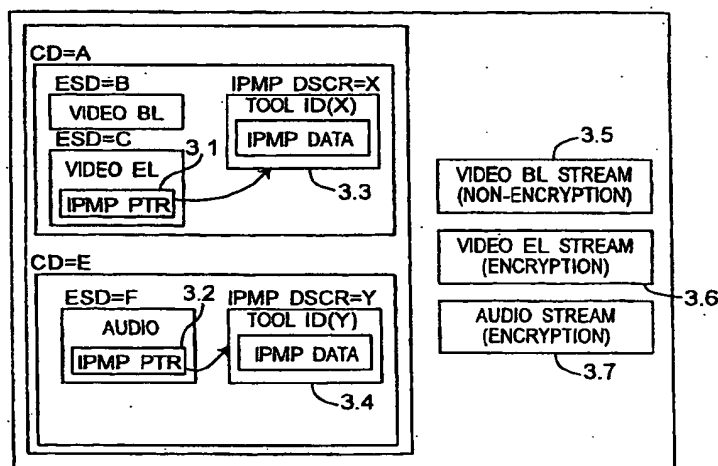 CD=A
ESD=B
VIDEO BL
ESD=C
VIDEO EL
3.1
IPMP PTR
IPMP DSCR=X
TOOL ID(X)
IPMP DATA
3.3
CD=E
ESD=F
3.2
AUDIO
IPMP PTR
IPMP DSCR=Y
TOOL ID(Y)
IPMP DATA
3.4
3.5
VIDEO BL STREAM
(NON-ENCRYPTION)
VIDEO EL STREAM
(ENCRYPTION)
3.6
AUDIO STREAM
(ENCRYPTION)
3.7